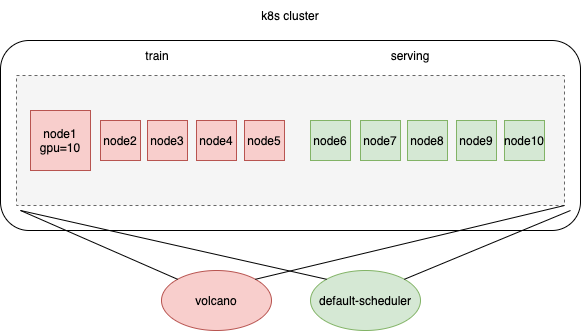 k8s cluster
train
serving
node1
gpu=10
node2
node3
node4
node5
node6
node7
node8
node9
node10
volcano
default-scheduler